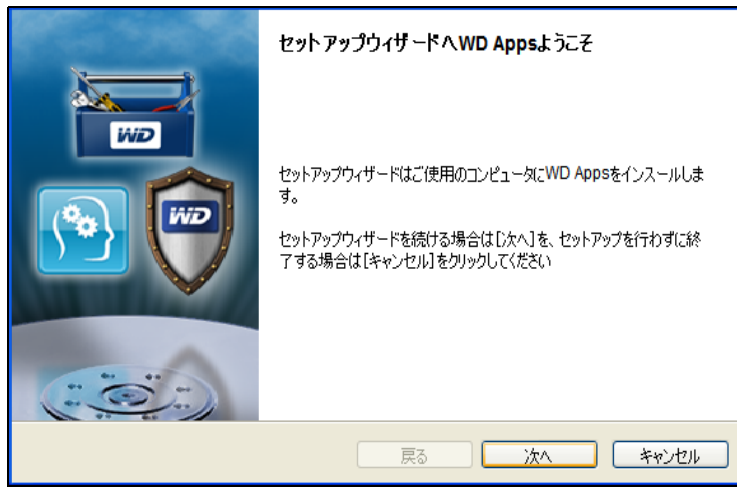 セットアップウィザードへWD Appsようこそ
WD
WD
セットアップウィザードはご使用のコンピュータにWD Appsをインスールしま
す。
セットアップウィザードを続ける場合は[次へ]を、セットアップを行わずに終
了する場合は[キャンセル]をクリックしてください
戻る
次へ
キャンセル